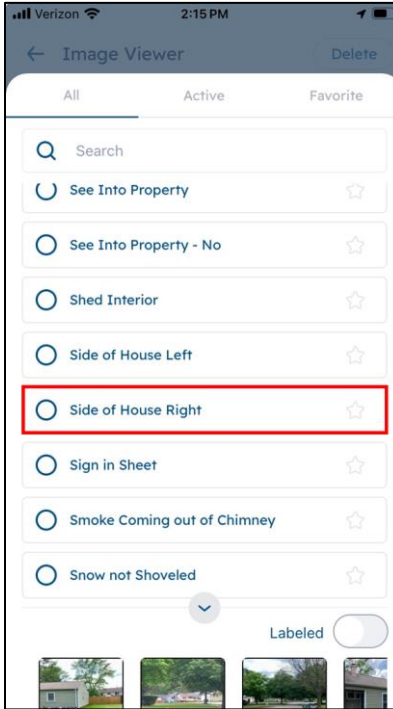 Verizon 2:15 PM
Image Viewer Delete
All Active Favorite
Search
See Into Property
See Into Property - No
Shed Interior
Side of House Left
Side of House Right
Sign in Sheet
Smoke Coming out of Chimney
Snow not Shoveled
Labeled